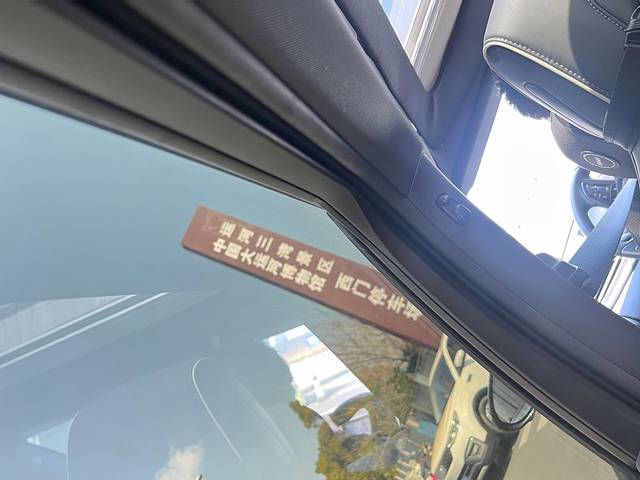 运河三湾景区
中国大运河博物馆
西门停车场